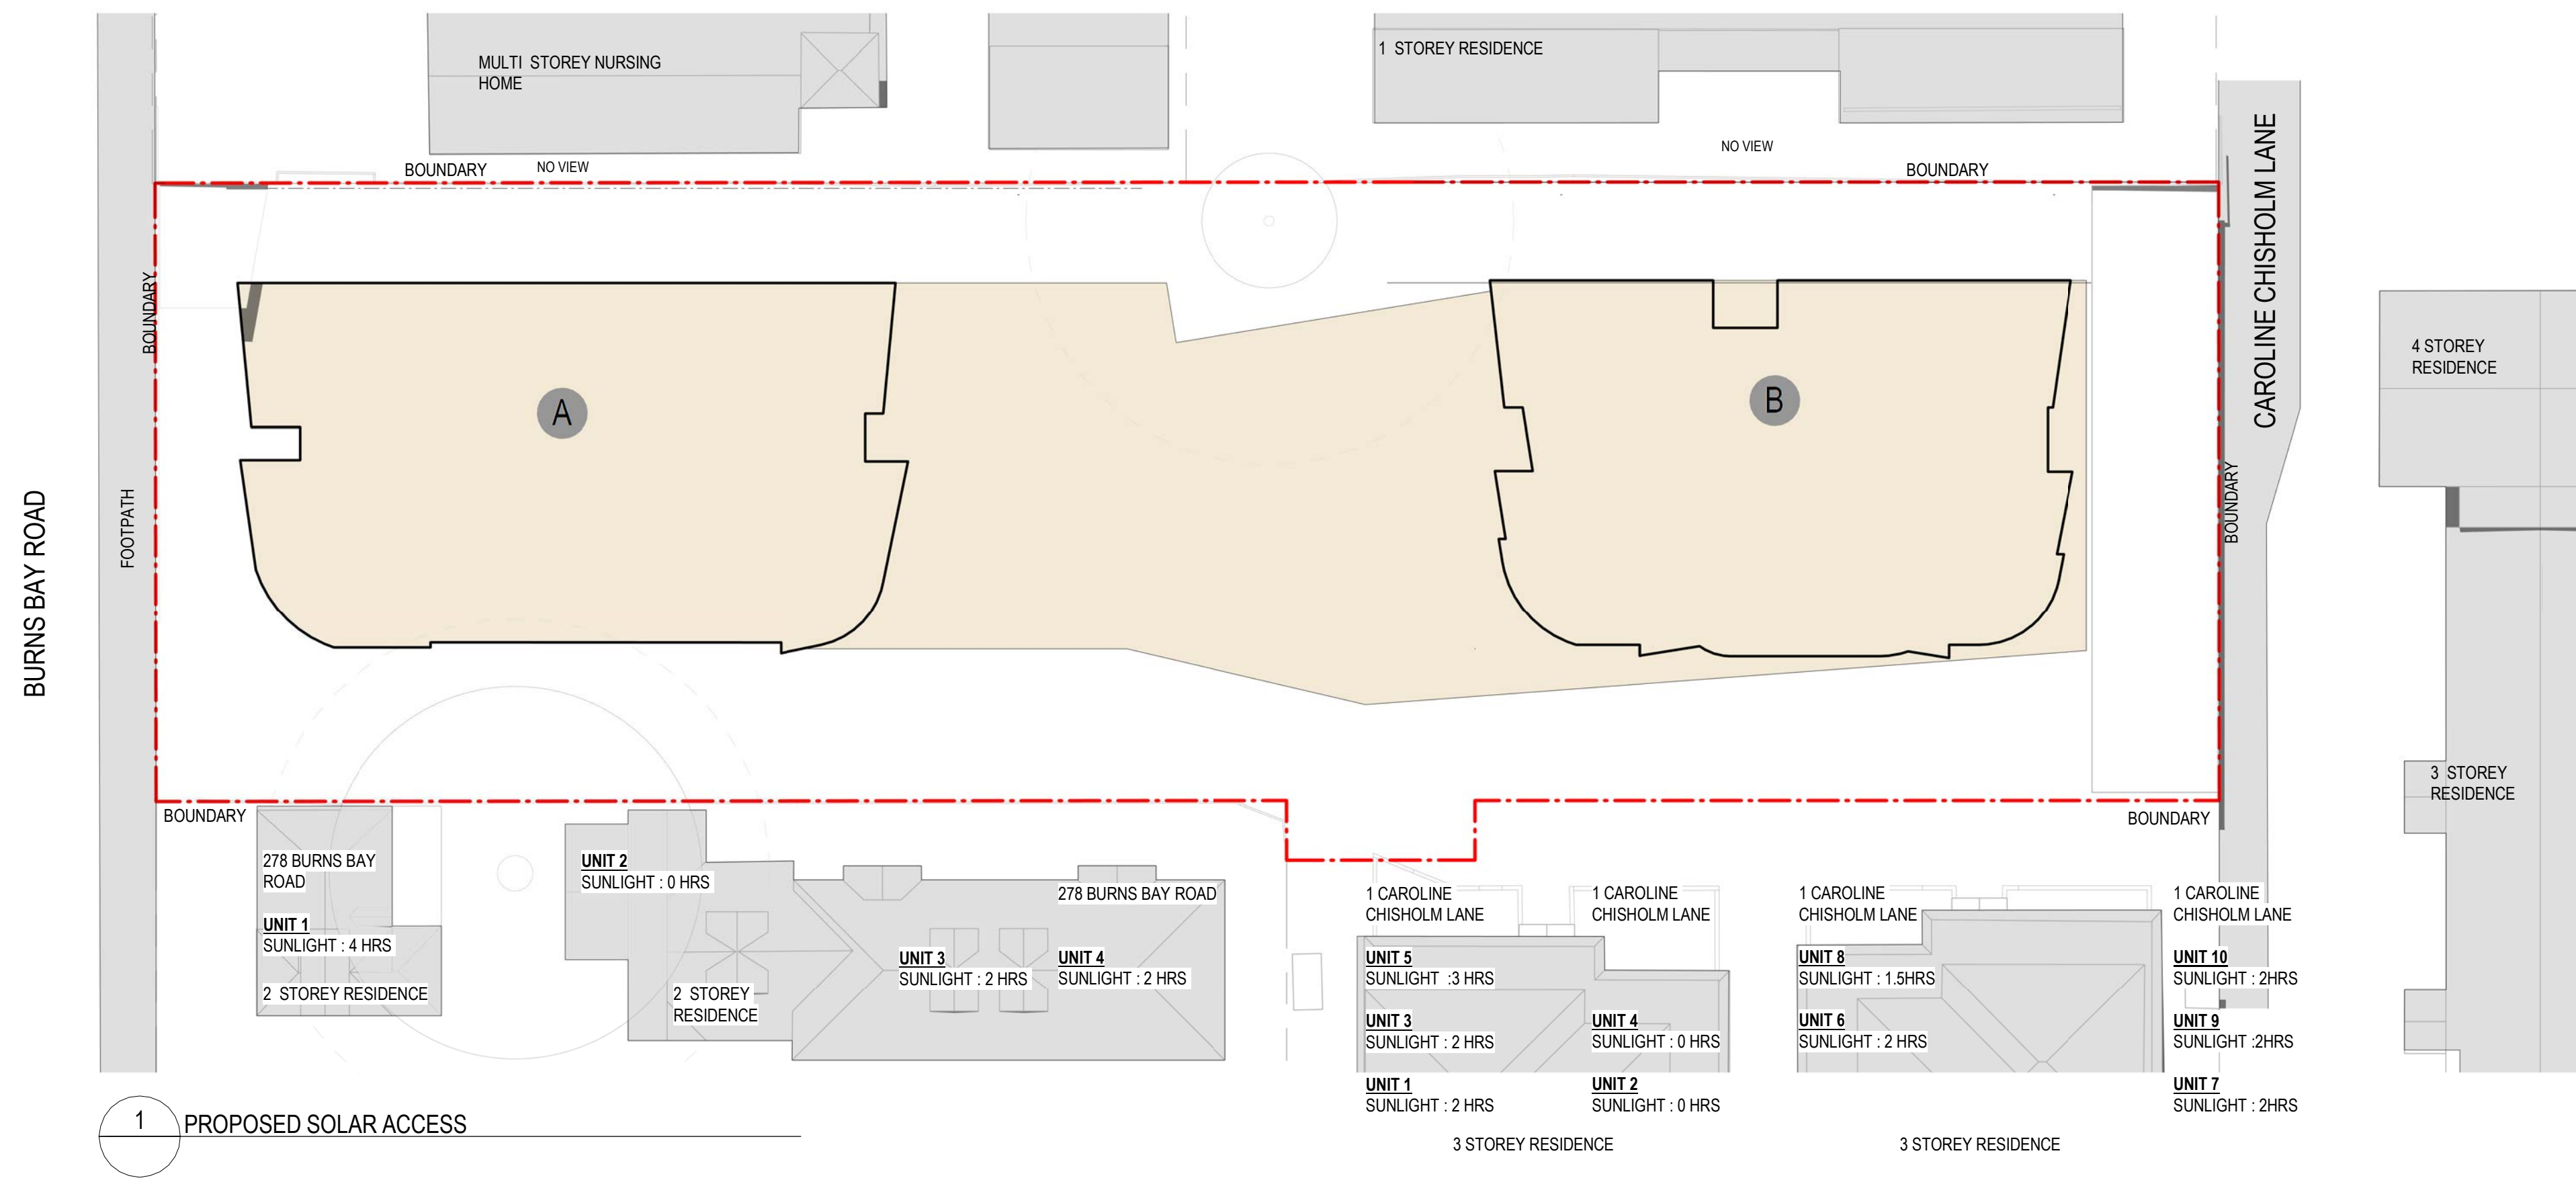 MULTI STOREY NURSING
HOME
1 STOREY RESIDENCE
NO VIEW
BOUNDARY
NO VIEW
BOUNDARY
CAROLINE CHISHOLM LANE
BOUNDARY
4 STOREY
RESIDENCE
A
B
BURNS BAY ROAD
FOOTPATH
BOUNDARY
3 STOREY
RESIDENCE
BOUNDARY
BOUNDARY
278 BURNS BAY
ROAD
UNIT 1
SUNLIGHT : 4 HRS
2 STOREY RESIDENCE
UNIT 2
SUNLIGHT : 0 HRS
2 STOREY
RESIDENCE
278 BURNS BAY ROAD
UNIT 3
SUNLIGHT : 2 HRS
UNIT 4
SUNLIGHT : 2 HRS
1 CAROLINE
CHISHOLM LANE
UNIT 5
SUNLIGHT :3 HRS
UNIT 3
SUNLIGHT : 2 HRS
UNIT 1
SUNLIGHT : 2 HRS
1 CAROLINE
CHISHOLM LANE
UNIT 4
SUNLIGHT : 0 HRS
UNIT 2
SUNLIGHT : 0 HRS
3 STOREY RESIDENCE
1 CAROLINE
CHISHOLM LANE
UNIT 8
SUNLIGHT : 1.5HRS
UNIT 6
SUNLIGHT : 2 HRS
3 STOREY RESIDENCE
1 CAROLINE
CHISHOLM LANE
UNIT 10
SUNLIGHT : 2HRS
UNIT 9
SUNLIGHT :2HRS
UNIT 7
SUNLIGHT : 2HRS
1
PROPOSED SOLAR ACCESS